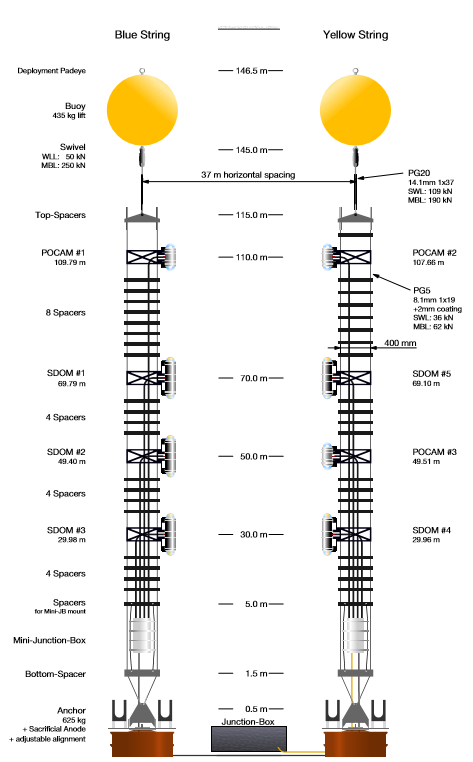 Blue String
Yellow String
Deployment Padeye
146.5 m
Buoy
435 kg lift
Swivel
WLL: 50 kN
MBL: 250 kN
145.0 m
37 m horizontal spacing
PG20
14.1mm 1x37
SWL: 109 kN
MBL: 190 kN
Top-Spacers
115.0 m
POCAM #1
109.79 m
110.0 m
POCAM #2
107.66 m
PG5
8.1mm 1x19
+2mm coating
SWL: 36 kN
MBL: 62 kN
8 Spacers
400 mm
SDOM #1
69.79 m
70.0 m
SDOM #5
69.10 m
4 Spacers
SDOM #2
49.40 m
50.0 m
POCAM #3
49.51 m
4 Spacers
SDOM #3
29.98 m
30.0 m
SDOM #4
29.96 m
4 Spacers
Spacers
for Mini-JB mount
5.0 m
Mini-Junction-Box
Bottom-Spacer
1.5 m
Anchor
625 kg
+ Sacrificial Anode
+ adjustable alignment
0.5 m
Junction-Box